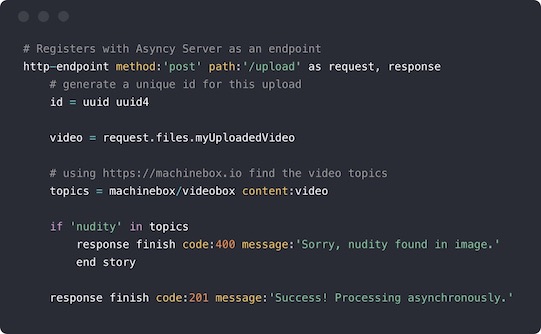 # Registers with Asyncy Server as an endpoint
http-endpoint method:'post' path:'/upload' as request, response
# generate a unique id for this upload
id = uuid uuid4
video = request.files.myUploadedVideo
# using https://machinebox.io find the video topics
topics = machinebox/videobox content:video
if 'nudity' in topics
response finish code:400 message:'Sorry, nudity found in image.'
end story
response finish code:201 message:'Success! Processing asynchronously.'